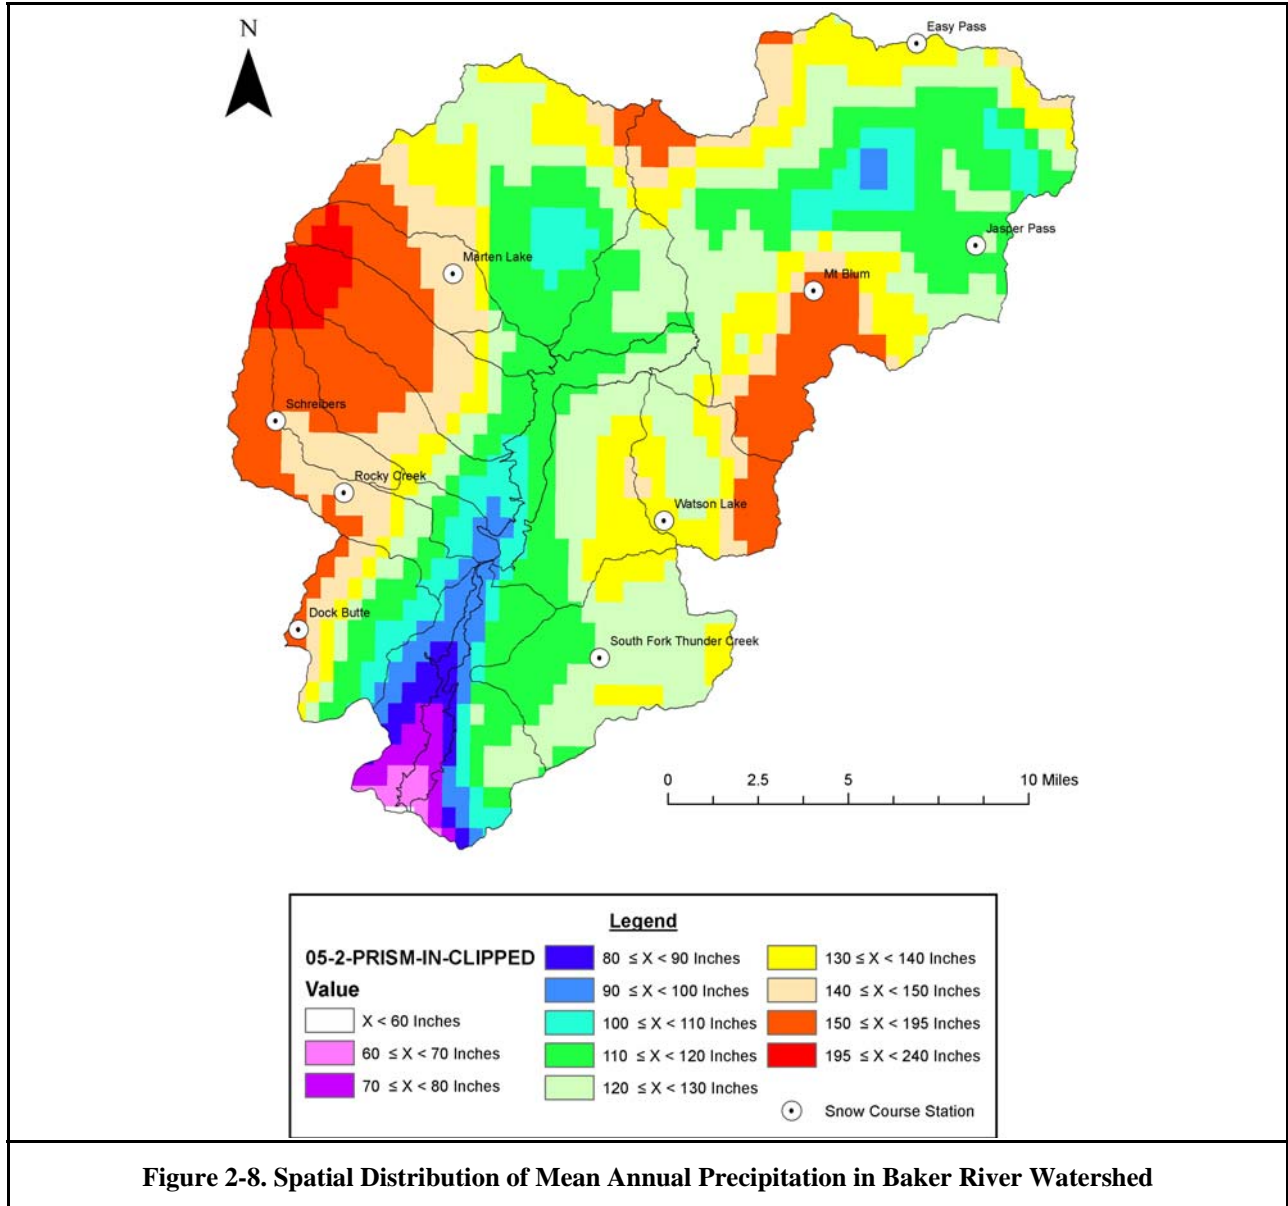 N
Easy Pass
Jasper Pass
Marten Lake
Mt Blum
Schreibers
Rocky Creek
Watson Lake
Dock Butte
South Fork Thunder Creek
0 2.5 5 10 Miles
Legend
05-2-PRISM-IN-CLIPPED
Value
X < 60 Inches
60 ≤ X < 70 Inches
70 ≤ X < 80 Inches
80 ≤ X < 90 Inches
90 ≤ X < 100 Inches
100 ≤ X < 110 Inches
110 ≤ X < 120 Inches
120 ≤ X < 130 Inches
130 ≤ X < 140 Inches
140 ≤ X < 150 Inches
150 ≤ X < 195 Inches
195 ≤ X < 240 Inches
Snow Course Station
Figure 2-8. Spatial Distribution of Mean Annual Precipitation in Baker River Watershed